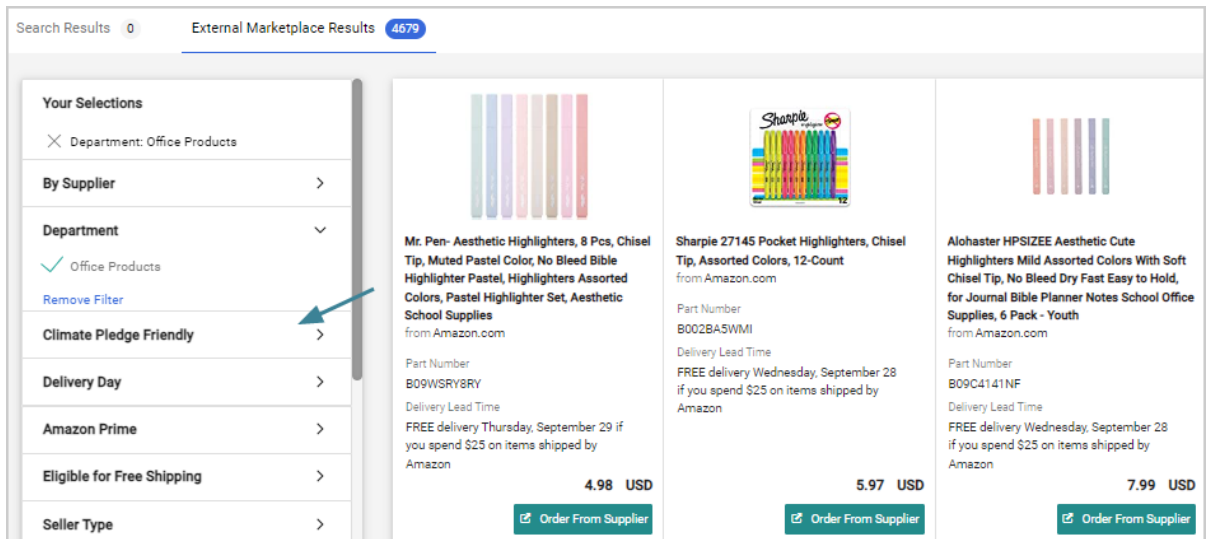 Search Results 0 External Marketplace Results 4679
Your Selections
Department: Office Products
By Supplier
Department
Office Products
Remove Filter
Climate Pledge Friendly
Delivery Day
Amazon Prime
Eligible for Free Shipping
Seller Type
Mr. Pen- Aesthetic Highlighters, 8 Pcs, Chisel
Tip, Muted Pastel Color, No Bleed Bible
Highlighter Pastel, Highlighters Assorted
Colors, Pastel Highlighter Set, Aesthetic
School Supplies
from Amazon.com
Part Number
B09WSRY8RY
Delivery Lead Time
FREE delivery Thursday, September 29 if
you spend $25 on items shipped by
Amazon
4.98 USD
Order From Supplier
Sharpie
12
Sharpie 27145 Pocket Highlighters, Chisel
Tip, Assorted Colors, 12-Count
from Amazon.com
Part Number
B002BA5WMI
Delivery Lead Time
FREE delivery Wednesday, September 28
if you spend $25 on items shipped by
Amazon
5.97 USD
Order From Supplier
Alohaster HPSIZEE Aesthetic Cute
Highlighters Mild Assorted Colors With Soft
Chisel Tip, No Bleed Dry Fast Easy to Hold,
for Journal Bible Planner Notes School Office
Supplies, 6 Pack - Youth
from Amazon.com
Part Number
B09C4141NF
Delivery Lead Time
FREE delivery Wednesday, September 28
if you spend $25 on items shipped by
Amazon
7.99 USD
Order From Supplier